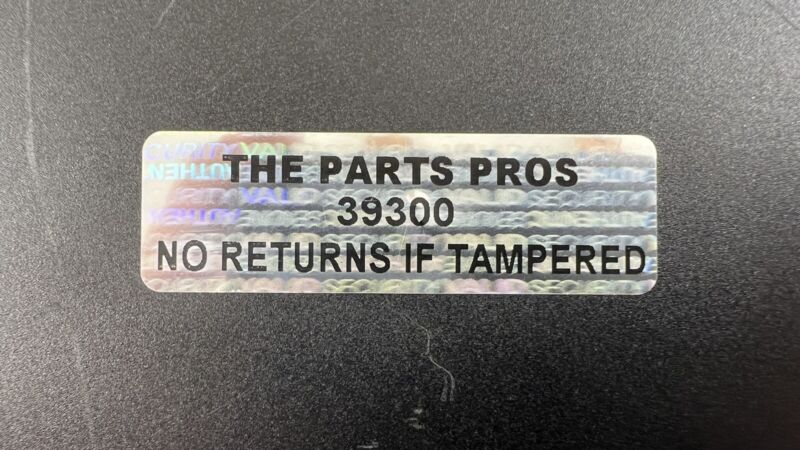 THE PARTS PROS
39300
NO RETURNS IF TAMPERED